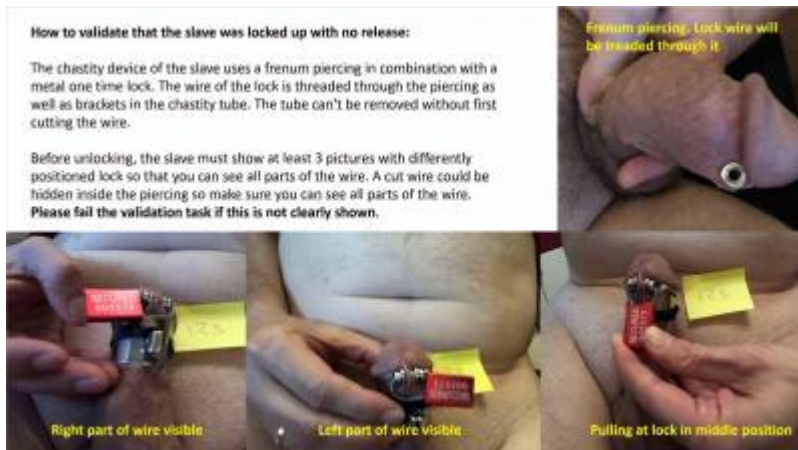 How to validate that the slave was locked up with no release:
The chastity device of the slave uses a frenum piercing in combination with a
metal one time lock. The wire of the lock is threaded through the piercing as
well as brackets in the chastity tube. The tube can't be removed without first
cutting the wire.
Before unlocking, the slave must show at least 3 pictures with differently
positioned lock so that you can see all parts of the wire. A cut wire could be
hidden inside the piercing so make sure you can see all parts of the wire.
Please fail the validation task if this is not clearly shown.
Frenum piercing. Lock wire will
be treaded through it
Right part of wire visible
Left part of wire visible
Pulling at lock in middle position